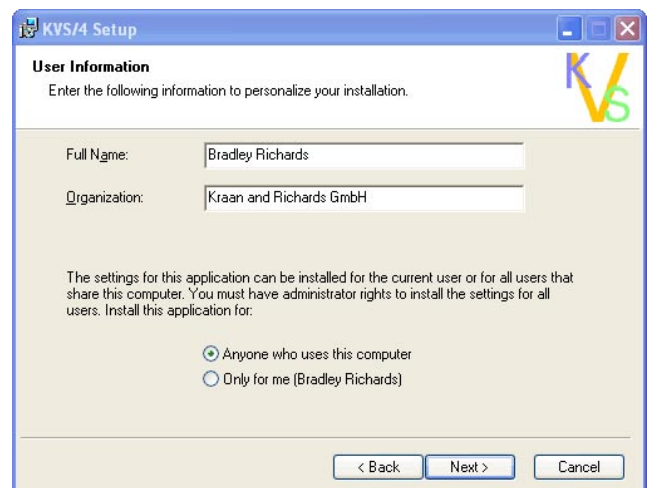 KVS/4 Setup
User Information
Enter the following information to personalize your installation.
KVS
Full Name:
Bradley Richards
Organization:
Kraan and Richards GmbH
The settings for this application can be installed for the current user or for all users that
share this computer. You must have administrator rights to install the settings for all
users. Install this application for:
Anyone who uses this computer
Only for me (Bradley Richards)
< Back
Next >
Cancel